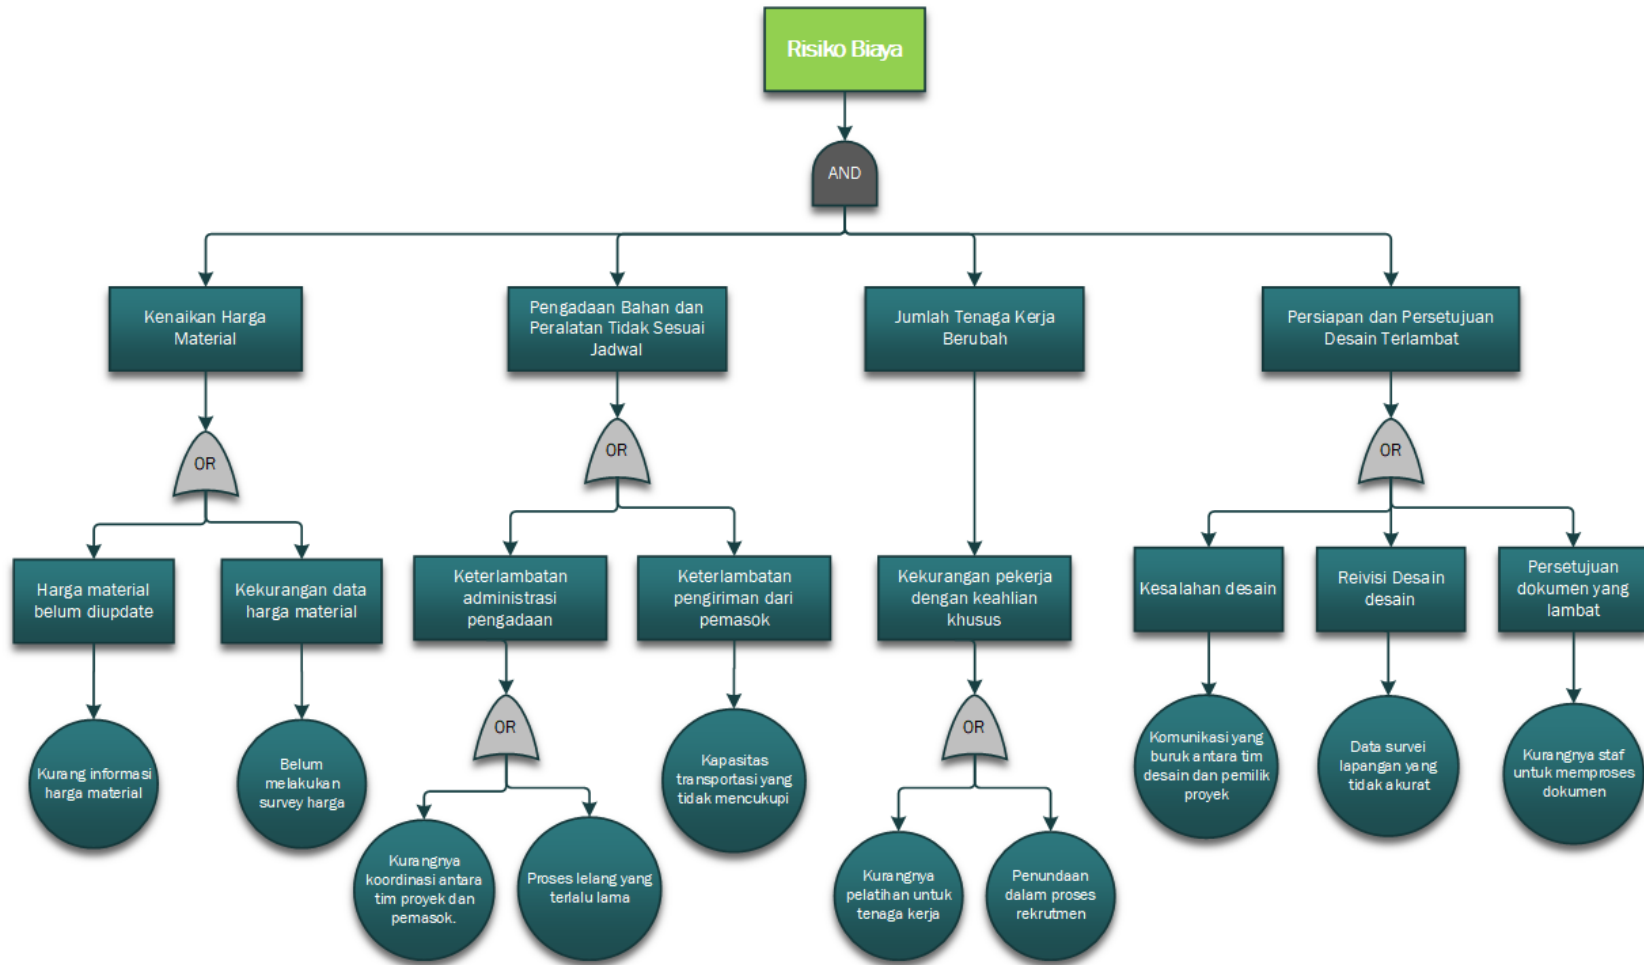 Risiko Biaya
AND
Kenaikan Harga
Material
Pengadaan Bahan dan
Peralatan Tidak Sesuai
Jadwal
Jumlah Tenaga Kerja
Berubah
Persiapan dan Persetujuan
Desain Terlambat
OR
OR
OR
Harga material
belum diupdate
Kekurangan data
harga material
Keterlambatan
administrasi
pengadaan
Keterlambatan
pengiriman dari
pemasok
Kekurangan pekerja
dengan keahlian
khusus
Kesalahan desain
Reivisi Desain
desain
Persetujuan
dokumen yang
lambat
OR
OR
Kurang informasi
harga material
Belum
melakukan
survey harga
Kapasitas
transportasi yang
tidak mencukupi
Komunikasi yang
buruk antara tim
desain dan pemilik
proyek
Data survei
lapangan yang
tidak akurat
Kurangnya staf
untuk memproses
dokumen
Kurangnya
koordinasi antara
tim proyek dan
pemasok.
Proses lelang yang
terlalu lama
Kurangnya
pelatihan untuk
tenaga kerja
Penundaan
dalam proses
rekrutmen